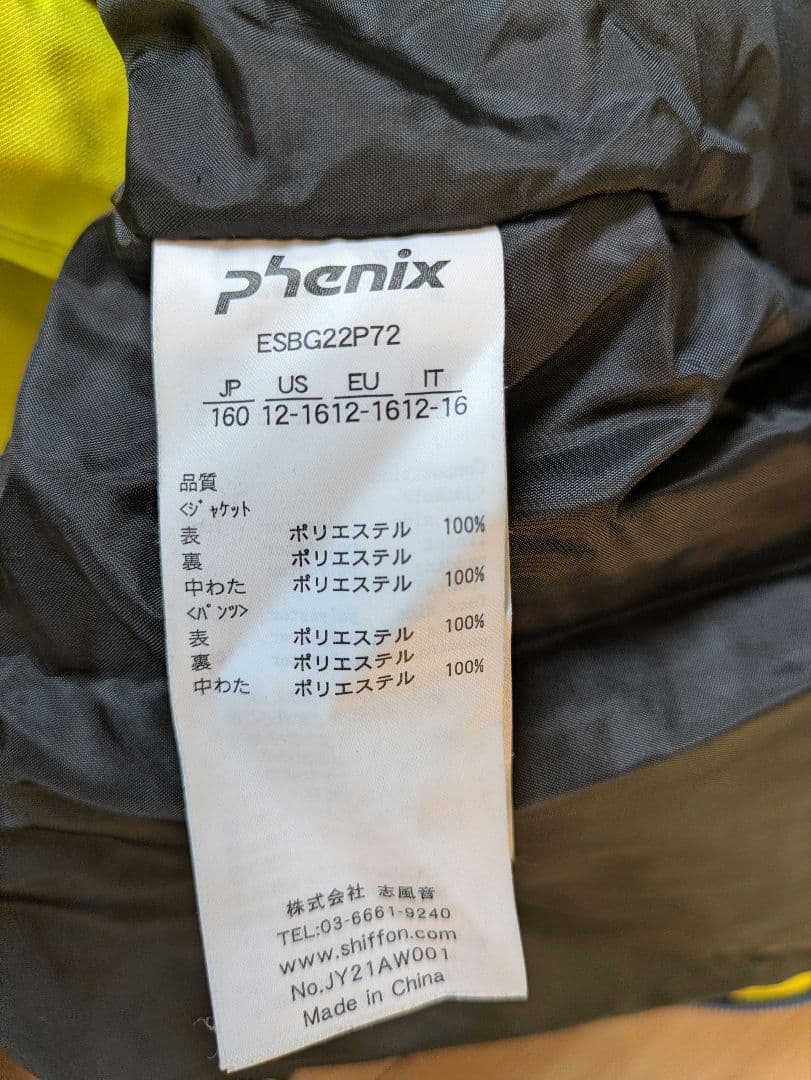 phenix
ESBG22P72
JP US EU IT
160 12-16 12-16 12-16
品質
<ジャケット
表 ポリエステル 100%
裏 ポリエステル
中わた ポリエステル 100%
<パンツ>
表 ポリエステル 100%
裏 ポリエステル
中わた ポリエステル 100%
株式会社 志風音
TEL:03-6661-9240
www.shiffon.com
No.JY21AW001
Made in China